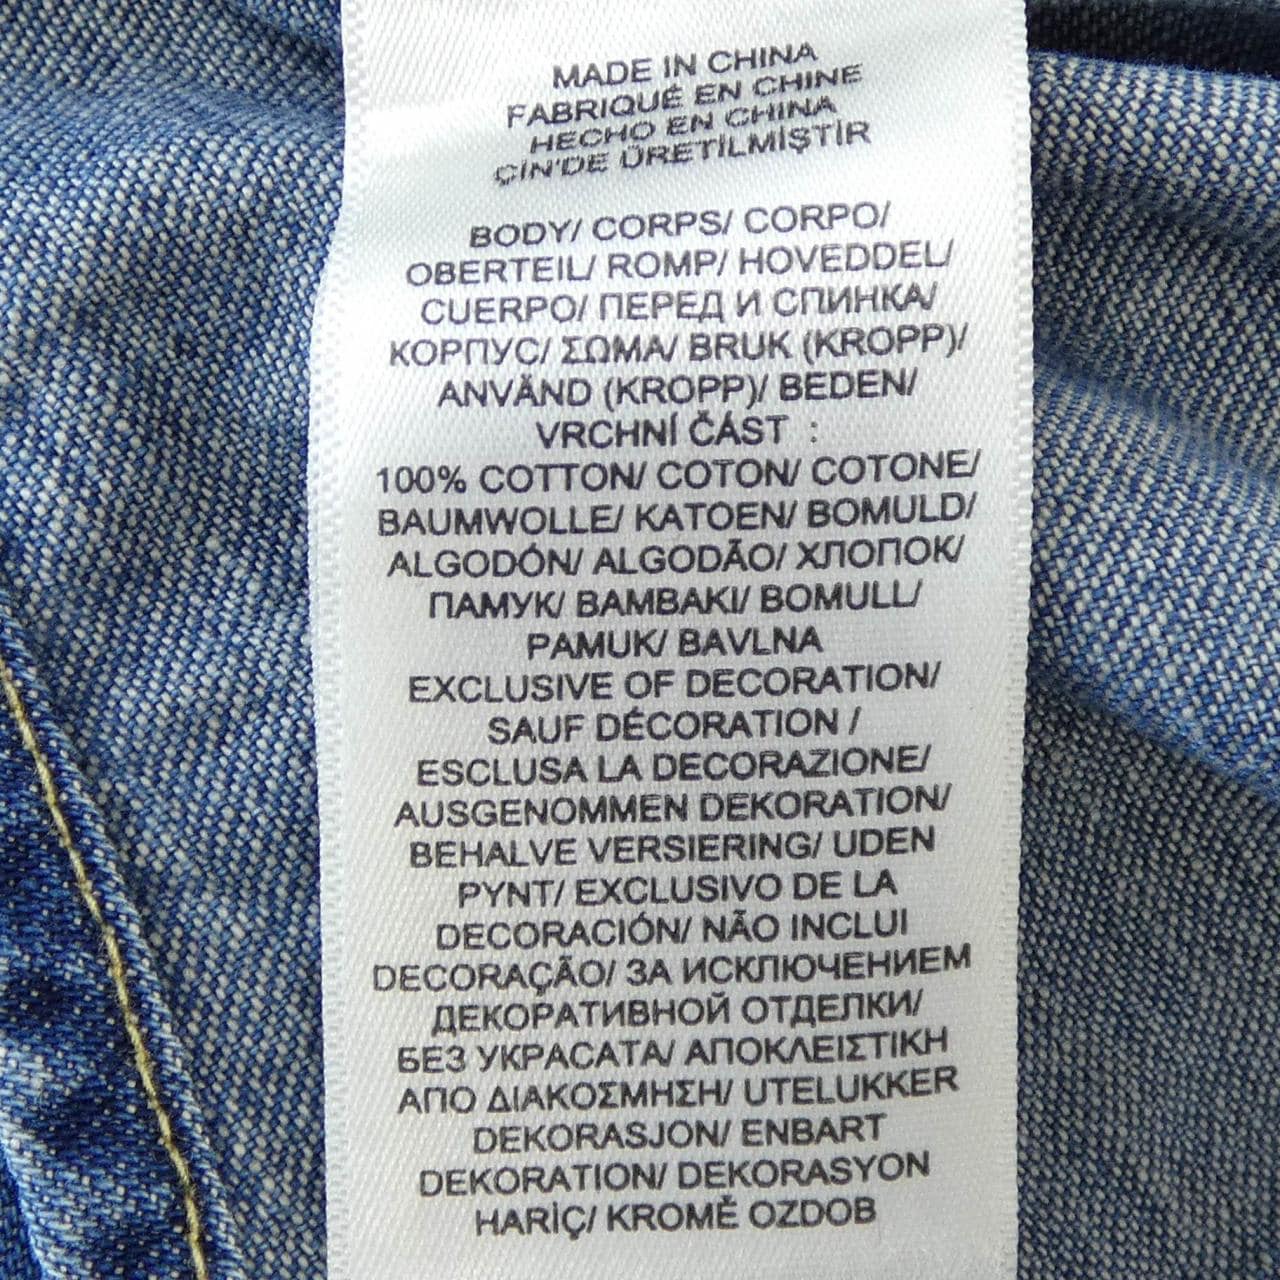 MADE IN CHINA
FABRIQUÉ EN CHINE
HECHO EN CHINA
ÇİN'DE ÜRETİLMİŞTİR
BODY/ CORPS/ CORPO/
OBERTEIL/ ROMP/ HOVEDDEL/
CUERPO/ ПЕРЕД И СПИНКА/
КОРПУС/ ΣΩΜΑ/ BRUK (KROPP)/
ANVÄND (KROPP)/ BEDEN/
VRCHNÍ ČÁST :
100% COTTON/ COTON/ COTONE/
BAUMWOLLE/ KATOEN/ BOMULD/
ALGODÓN/ ALGODÃO/ ХЛОПОК/
ПАМУК/ BAMBAKI/ BOMULL/
PAMUK/ BAVLNA
EXCLUSIVE OF DECORATION/
SAUF DÉCORATION /
ESCLUSA LA DECORAZIONE/
AUSGENOMMEN DEKORATION/
BEHALVE VERSIERING/ UDEN
PYNT/ EXCLUSIVO DE LA
DECORACIÓN/ NÃO INCLUI
DECORAÇÃO/ ЗА ИСКЛЮЧЕНИЕМ
ДЕКОРАТИВНОЙ ОТДЕЛКИ/
БЕЗ УКРАСАТА/ ΑΠΟΚΛΕΙΣΤΙΚΗ
ΑΠΟ ΔΙΑΚΟΣΜΗΣΗ/ UTELUKKER
DEKORASJON/ ENBART
DEKORATION/ DEKORASYON
HARİÇ/ KROMĚ OZDOB